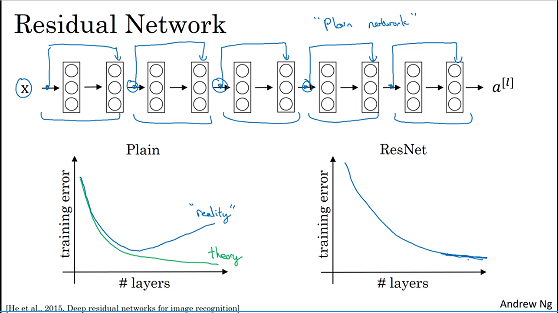 Residual Network
"Plain network"
x
a[l]
Plain
ResNet
training error
"reality"
theory
# layers
training error
# layers
[He et al., 2015. Deep residual networks for image recognition]
Andrew Ng